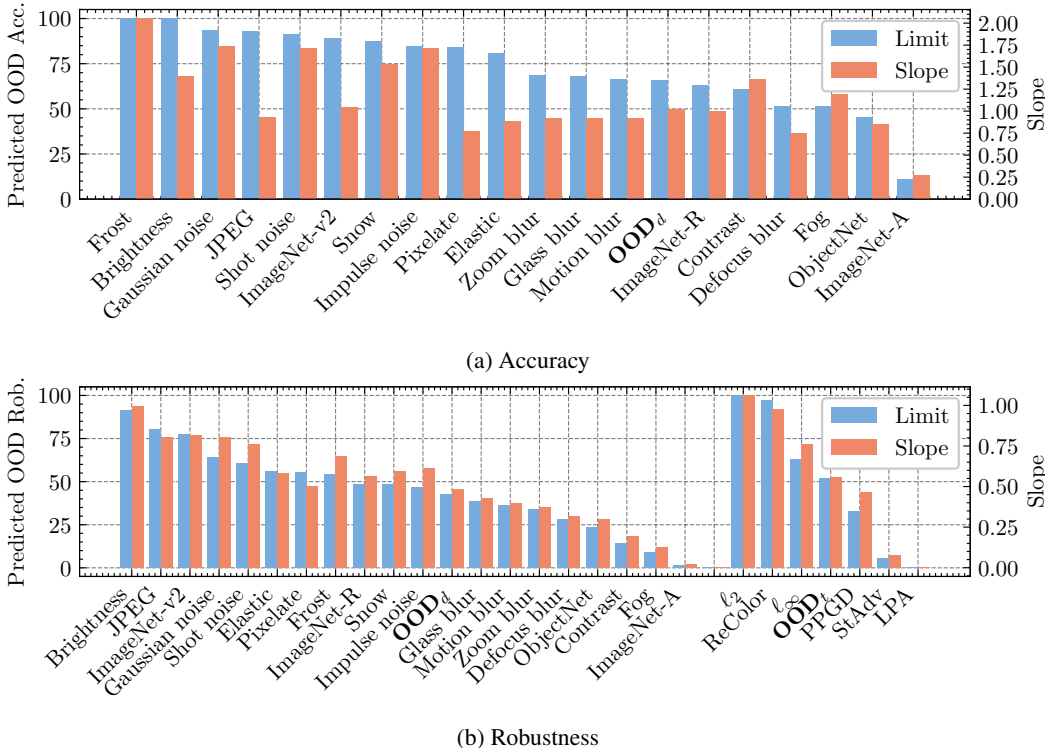 Predicted OOD Acc.
100
75
50
25
0
2.00
1.75
1.50
1.25
1.00
0.75
0.50
0.25
0.00
Slope
Limit
Slope
Frost
Brightness
Gaussian noise
JPEG
Shot noise
ImageNet-v2
Snow
Impulse noise
Pixelate
Elastic
Zoom blur
Glass blur
Motion blur
OOD_d
ImageNet-R
Contrast
Defocus blur
Fog
ObjectNet
ImageNet-A
(a) Accuracy
Predicted OOD Rob.
100
75
50
25
0
1.00
0.75
0.50
0.25
0.00
Slope
Limit
Slope
Brightness
JPEG
ImageNet-v2
Gaussian noise
Shot noise
Elastic
Pixelate
Frost
ImageNet-R
Snow
Impulse noise
OOD_d
Glass blur
Motion blur
Zoom blur
Defocus blur
ObjectNet
Contrast
Fog
ImageNet-A
ℓ₂
ReColor
ℓ∞
OOD
PPGD
StAdv
LPA
(b) Robustness